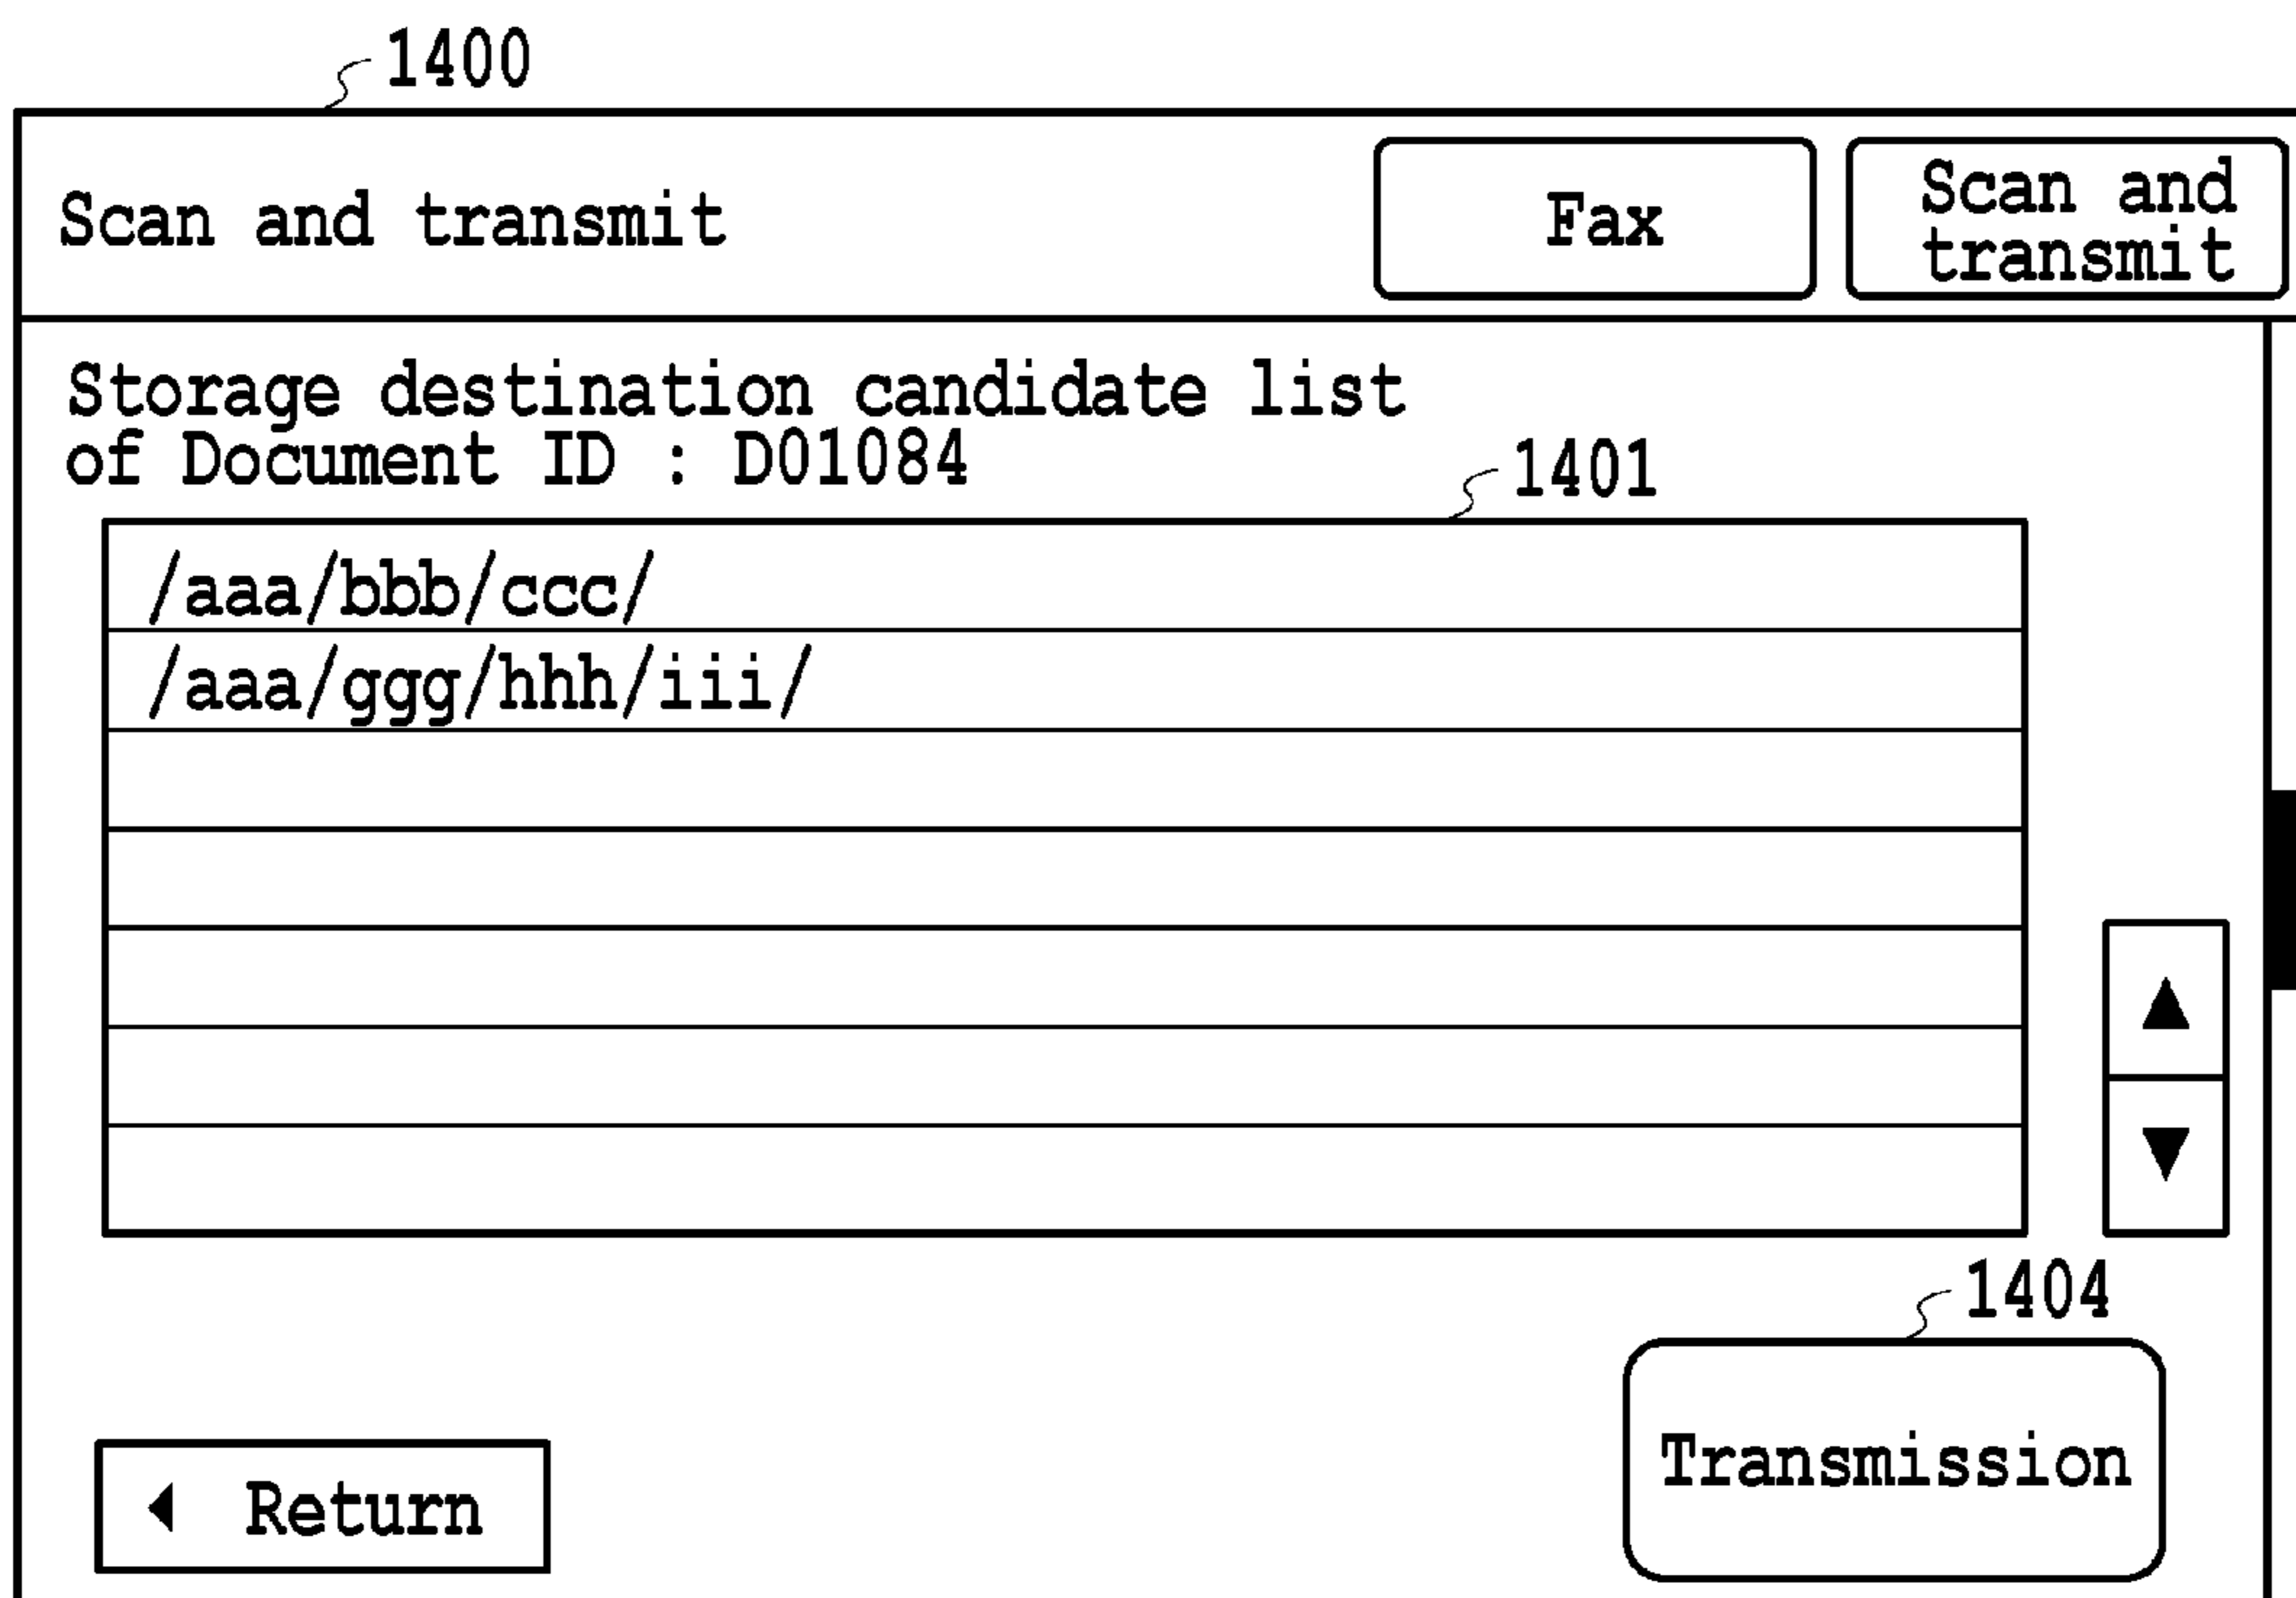 1400
Scan and transmit
Fax
Scan and
transmit
Storage destination candidate list
of Document ID : D01084
1401
/aaa/bbb/ccc/
/aaa/ggg/hhh/iii/
1404
Transmission
Return